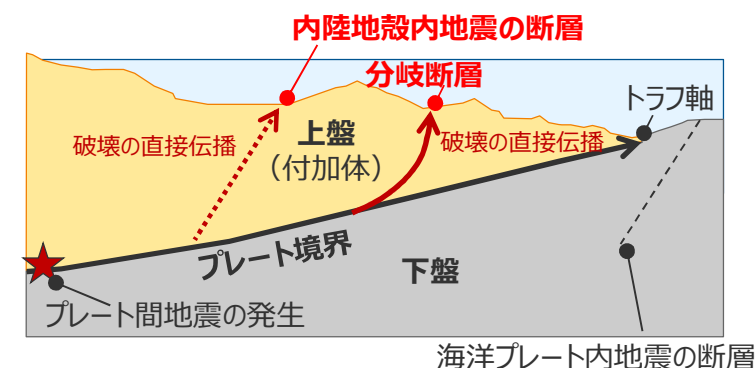 内陸地殻内地震の断層
分岐断層
トラフ軸
破壊の直接伝播
上盤
(付加体)
破壊の直接伝播
プレート境界
下盤
プレート間地震の発生
海洋プレート内地震の断層